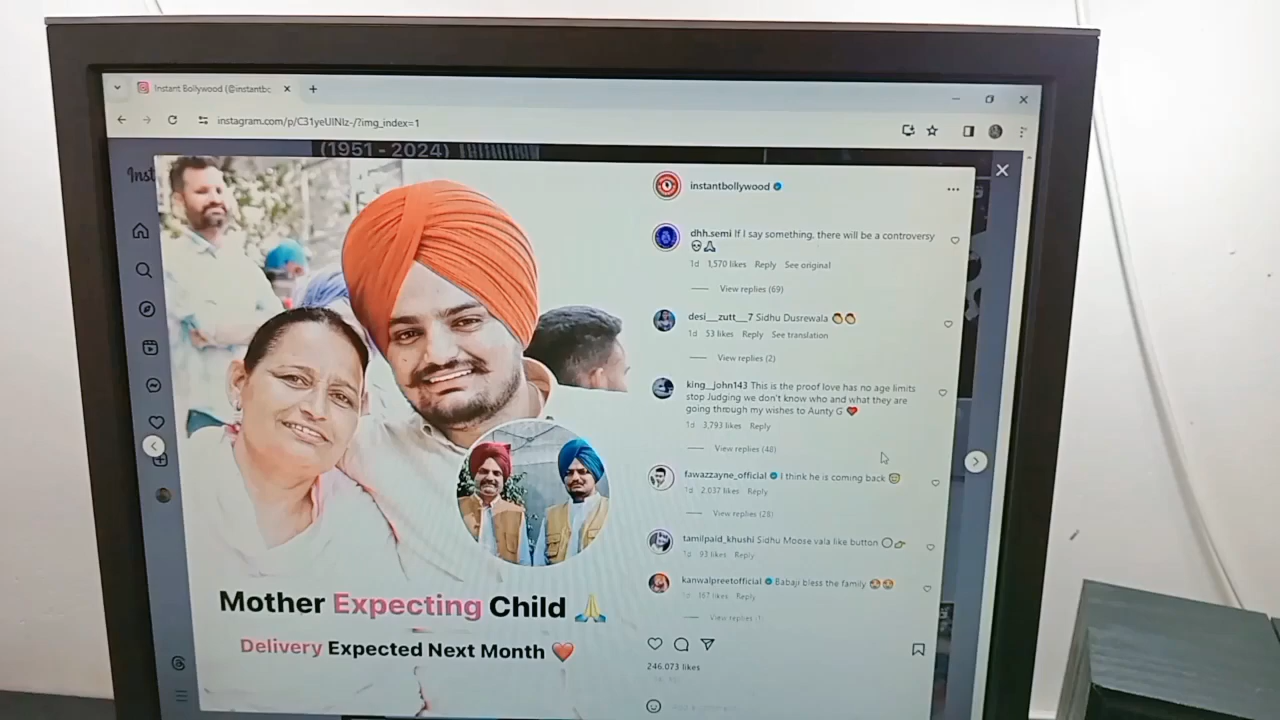 Instant Bollywood (@instantbc
instagram.com/p/C31yeUINlz-/?img_index=1
(1951 - 2024)
Inst
instantbollywood
dhh.semi If I say something, there will be a controversy
💀🙏
1d 1,570 likes Reply See original
View replies (69)
desi__zutt__7 Sidhu Dusrewala
1d 53 likes Reply See translation
View replies (2)
king__john143 This is the proof love has no age limits
stop Judging we don't know who and what they are
going through my wishes to Aunty G ❤️
1d 3,793 likes Reply
View replies (48)
fawazzayne_official I think he is coming back
1d 2,037 likes Reply
View replies (28)
tamilpaid_khushi Sidhu Moose vala like button
1d 93 likes Reply
kanwalpreetofficial Babaji bless the family
1d 167 likes Reply
View replies (1)
246,073 likes
Mother Expecting Child 🙏
Delivery Expected Next Month ❤️